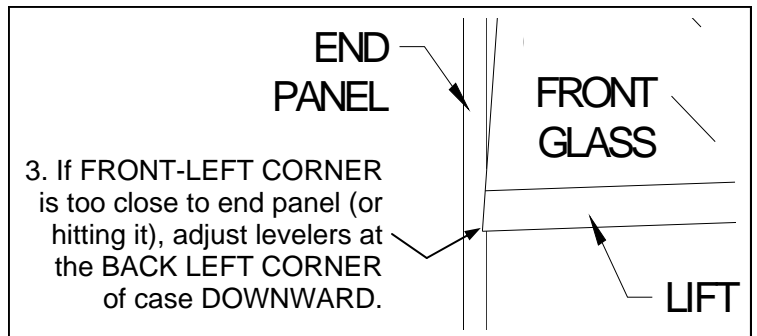 END
PANEL
FRONT
GLASS
3. If FRONT-LEFT CORNER
is too close to end panel (or
hitting it), adjust levelers at
the BACK LEFT CORNER
of case DOWNWARD.
LIFT